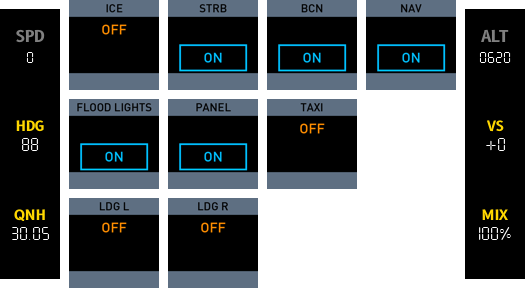 SPD
0
HDG
88
QNH
30.05
ICE
OFF
STRB
ON
BCN
ON
NAV
ON
FLOOD LIGHTS
ON
PANEL
ON
TAXI
OFF
LDG L
OFF
LDG R
OFF
ALT
0620
VS
+0
MIX
100%